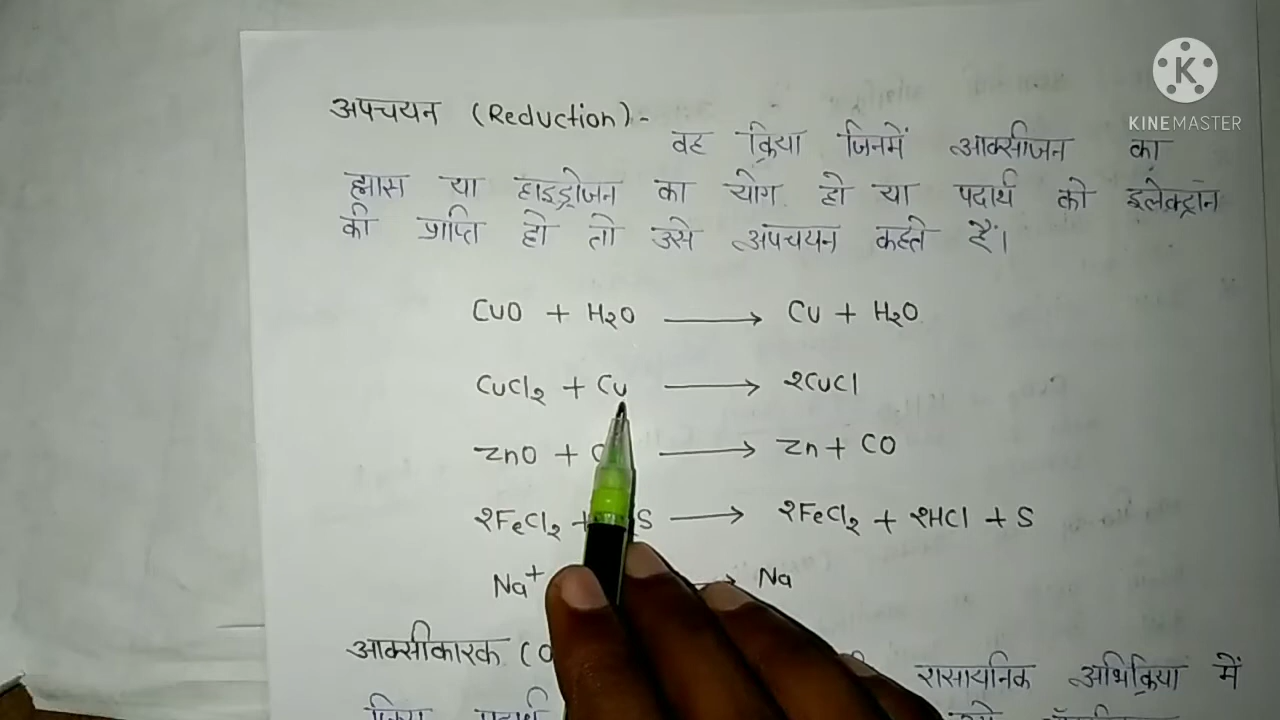 K
KINEMASTER
अपचयन (Reduction):-
वह क्रिया जिनमें आक्सीजन का
ह्मास या हाइड्रोजन का योग हो या पदार्थ को इलेक्ट्रॉन
की प्राप्ति हो तो उसे अपचयन कहते हैं।
CuO + H₂O ⟶ Cu + H₂O
CuCl₂ + Cu ⟶ 2CuCl
ZnO + ⟶ Zn + CO
2FeCl₂ + S ⟶ 2FeCl₂ + 2HCl + S
Na⁺ → Na
आक्सीकारक (O रासायनिक अभिक्रिया में